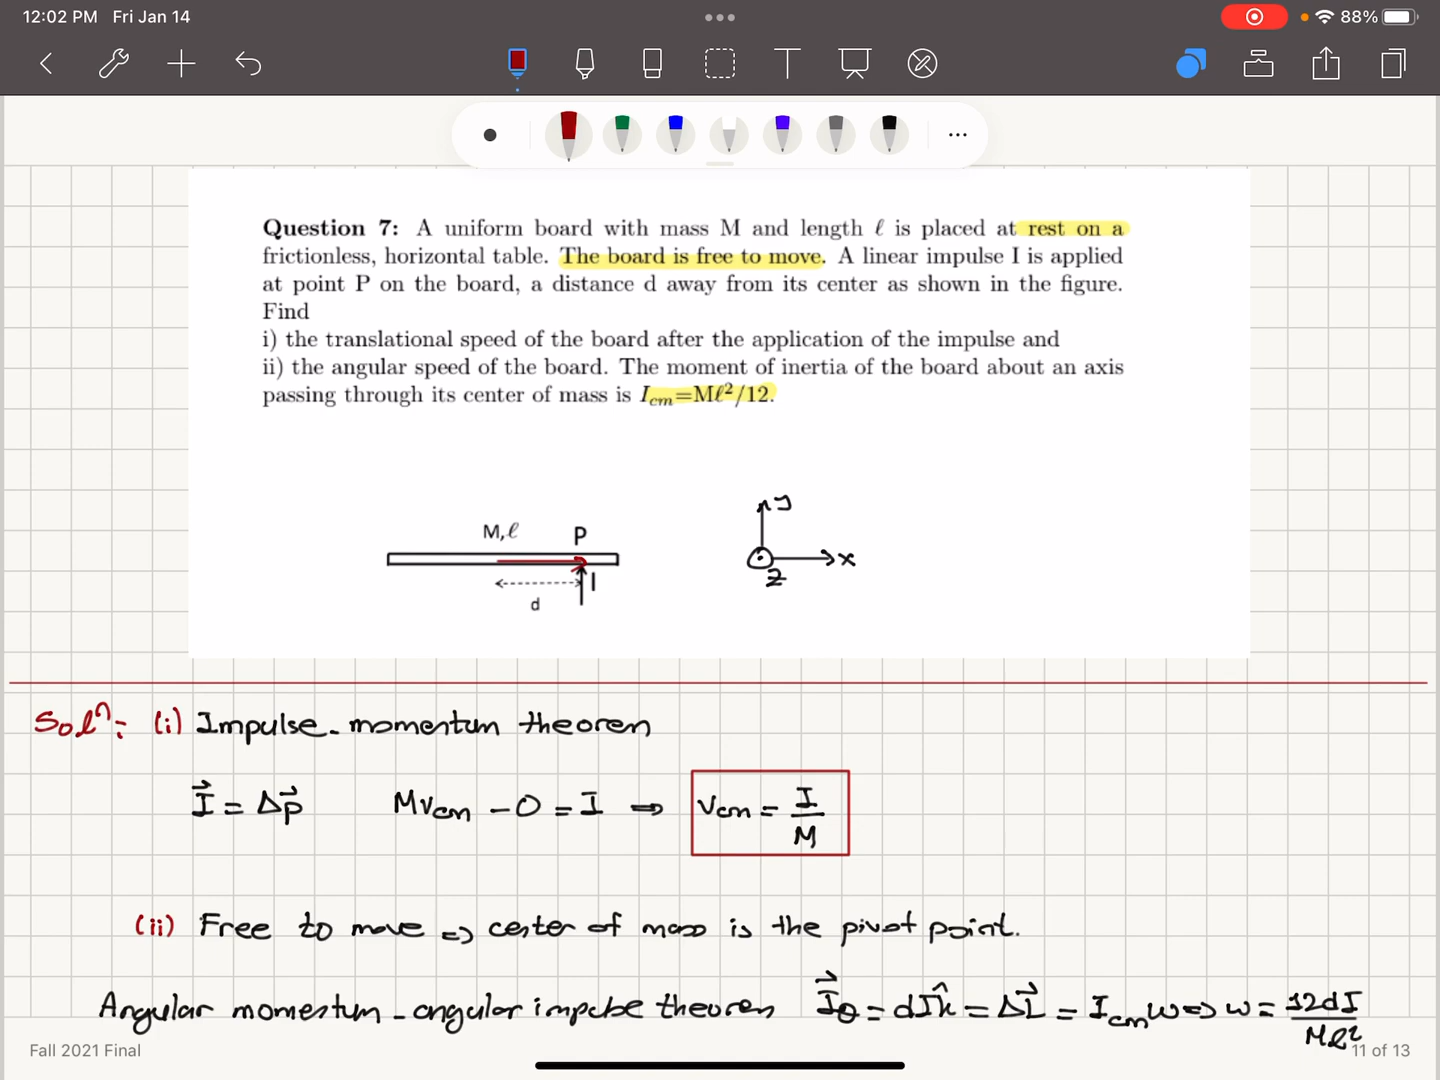 12:02 PM Fri Jan 14
88%
Question 7: A uniform board with mass M and length ℓ is placed at rest on a
frictionless, horizontal table. The board is free to move. A linear impulse I is applied
at point P on the board, a distance d away from its center as shown in the figure.
Find
i) the translational speed of the board after the application of the impulse and
ii) the angular speed of the board. The moment of inertia of the board about an axis
passing through its center of mass is I_cm=Mℓ²/12.
M,ℓ P
I
d
y
x
z
Solⁿ: (i) Impulse-momentum theorem
I⃗ = Δp⃗ Mv_cm - 0 = I ⇒ v_cm = I/M
(ii) Free to move ⇒ center of mass is the pivot point.
Angular momentum - angular impulse theorem I⃗_θ = dI k̂ = ΔL⃗ = I_cm ω ⇒ ω = 12dI/Mℓ²
Fall 2021 Final
11 of 13